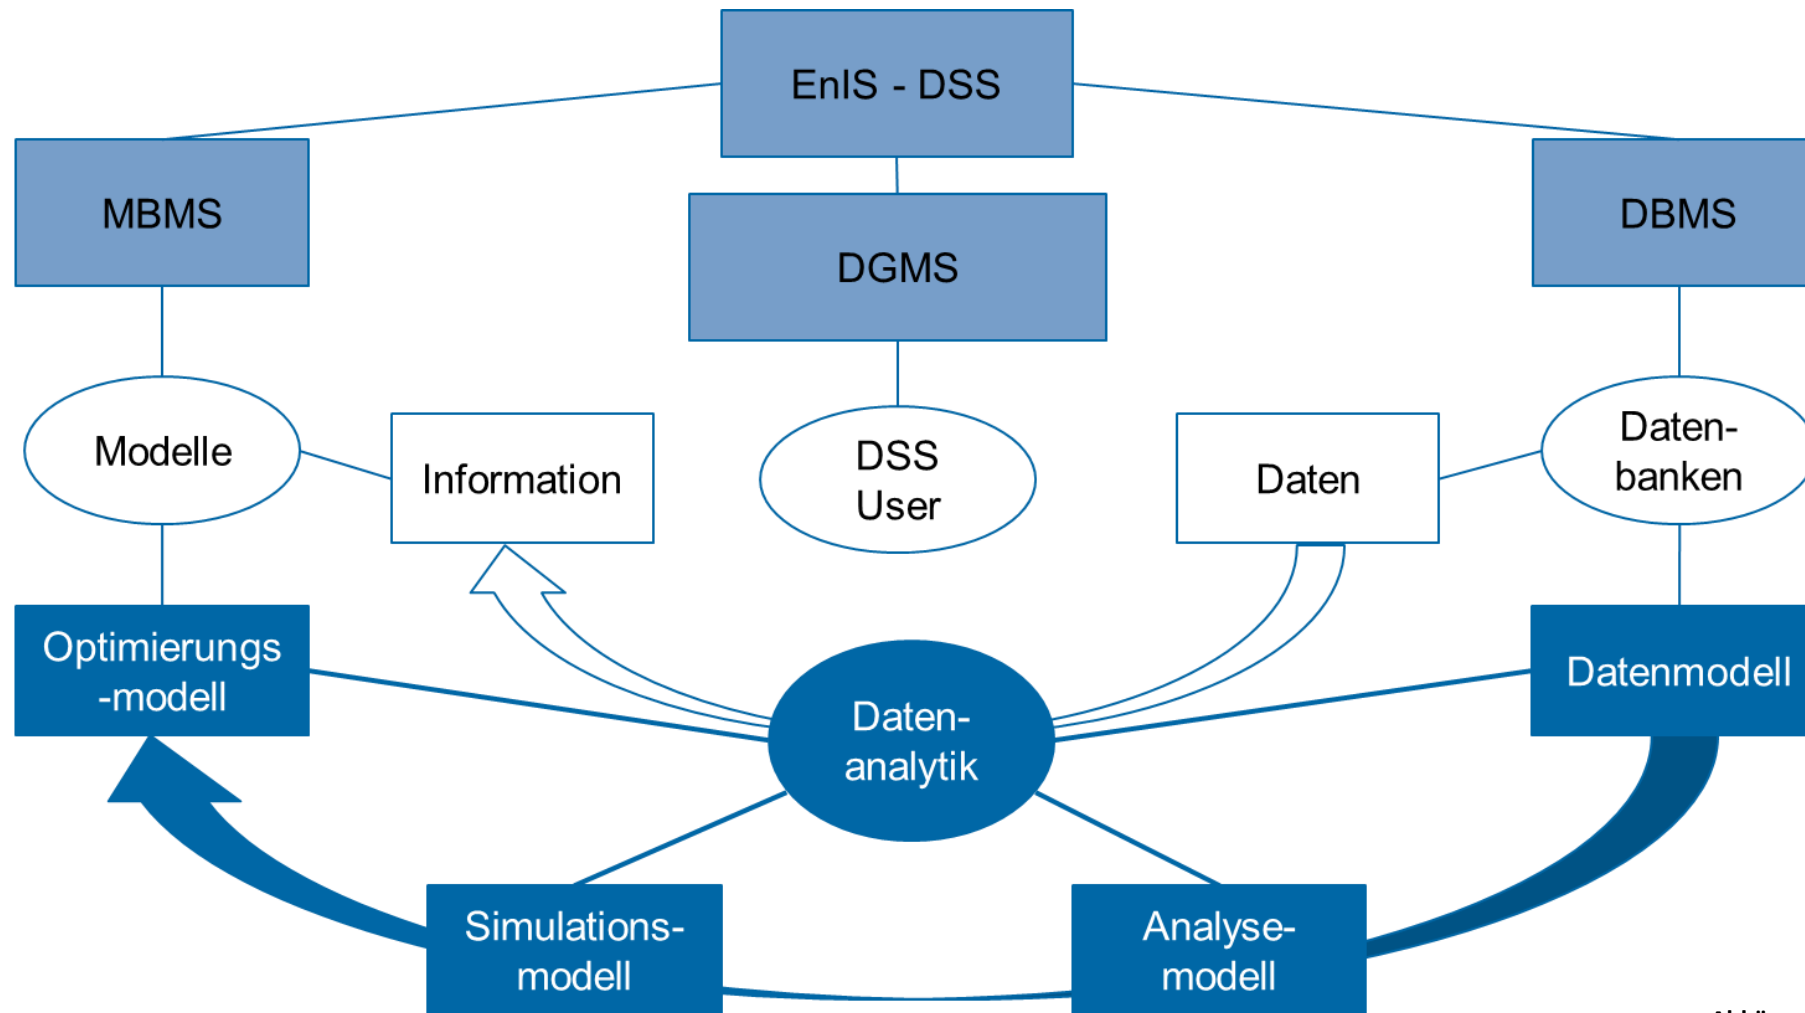 EnIS - DSS
MBMS
DGMS
DBMS
Modelle
Information
DSS
User
Daten
Daten-
banken
Optimierungs
-modell
Daten-
analytik
Datenmodell
Simulations-
modell
Analyse-
modell